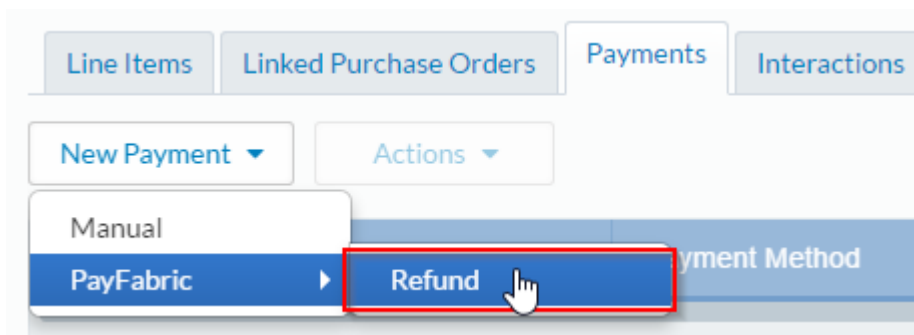 Line Items Linked Purchase Orders Payments Interactions
New Payment Actions
Manual
PayFabric Refund yment Method